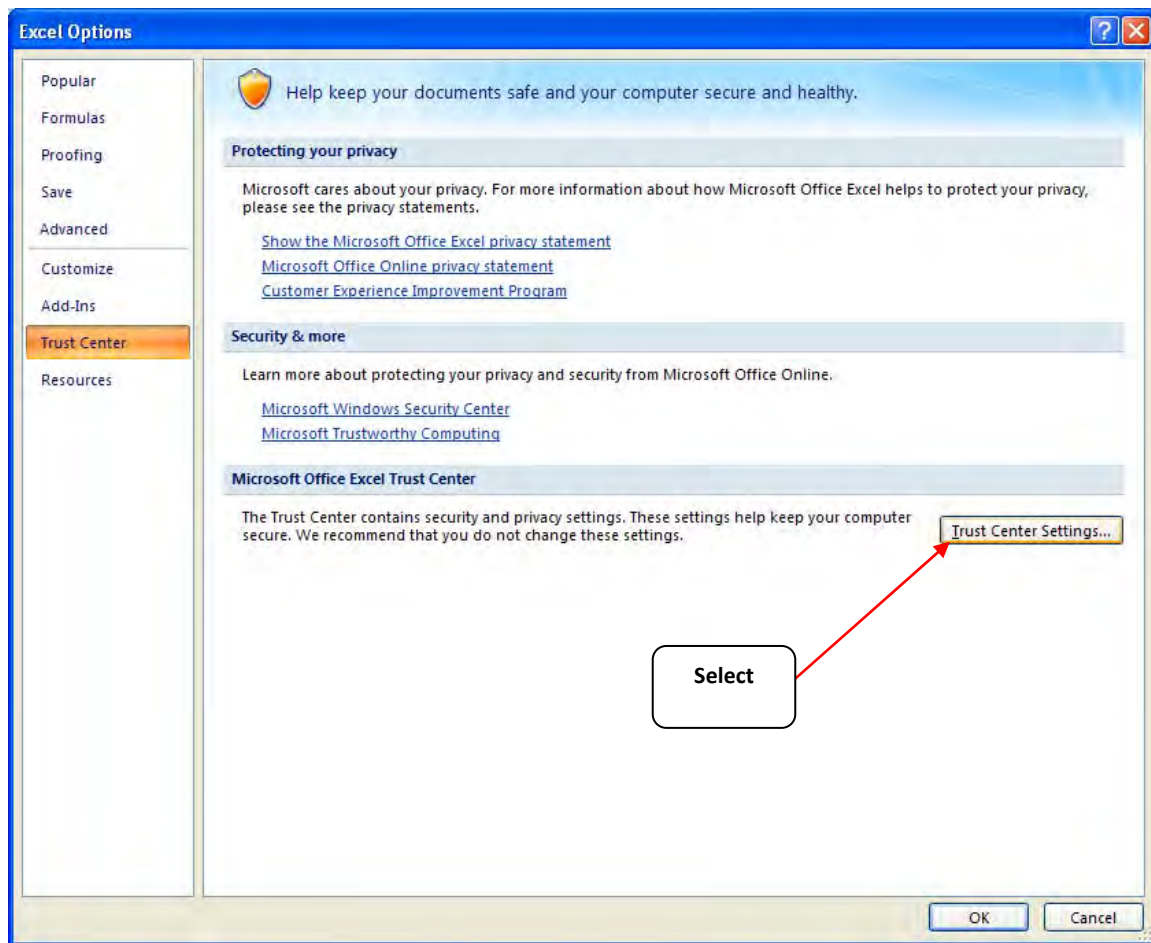 Excel Options
?
Popular
Formulas
Proofing
Save
Advanced
Customize
Add-Ins
Trust Center
Resources
Help keep your documents safe and your computer secure and healthy.
Protecting your privacy
Microsoft cares about your privacy. For more information about how Microsoft Office Excel helps to protect your privacy,
please see the privacy statements.
Show the Microsoft Office Excel privacy statement
Microsoft Office Online privacy statement
Customer Experience Improvement Program
Security & more
Learn more about protecting your privacy and security from Microsoft Office Online.
Microsoft Windows Security Center
Microsoft Trustworthy Computing
Microsoft Office Excel Trust Center
The Trust Center contains security and privacy settings. These settings help keep your computer
secure. We recommend that you do not change these settings.
Trust Center Settings...
Select
OK
Cancel